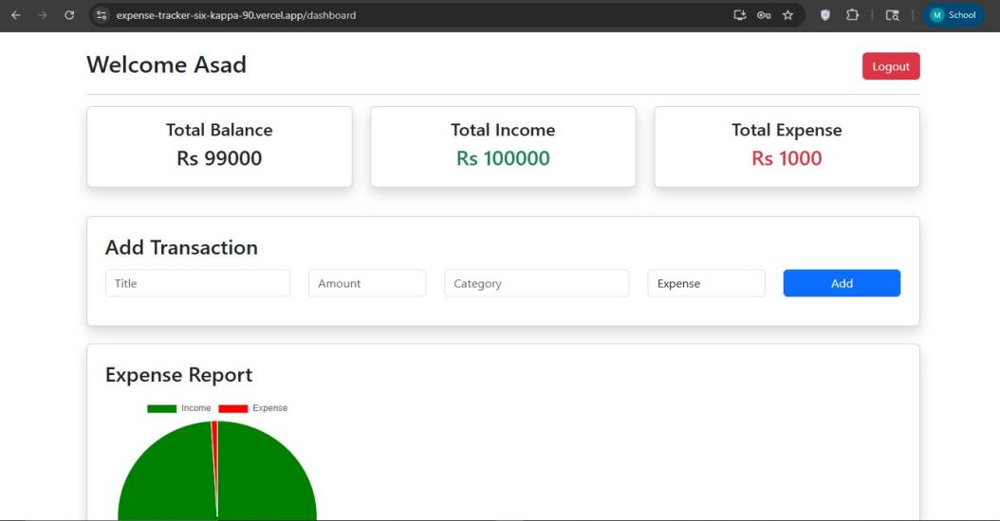 expense-tracker-six-kappa-90.vercel.app/dashboard
M School
Welcome Asad
Logout
Total Balance
Rs 99000
Total Income
Rs 100000
Total Expense
Rs 1000
Add Transaction
Title
Amount
Category
Expense
Add
Expense Report
Income
Expense